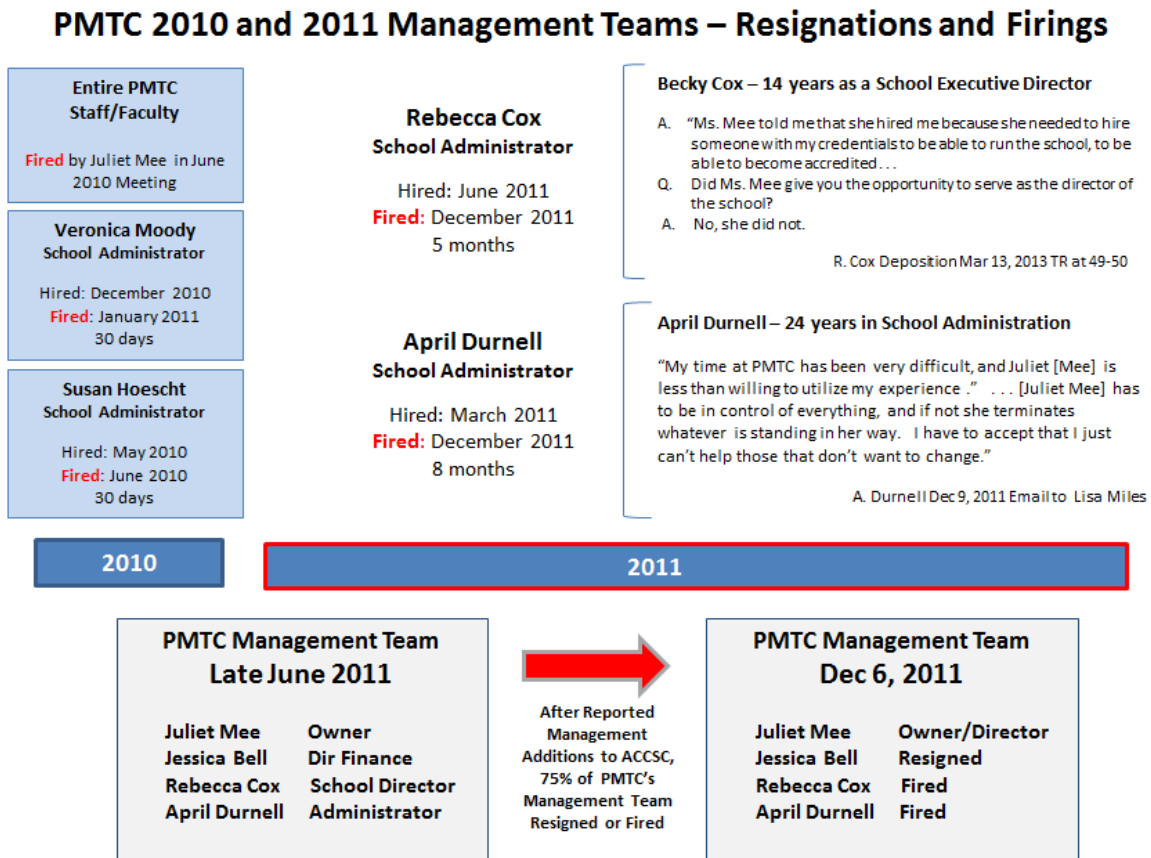 PMTC 2010 and 2011 Management Teams – Resignations and Firings
Entire PMTC
Staff/Faculty
Fired by Juliet Mee in June
2010 Meeting
Veronica Moody
School Administrator
Hired: December 2010
Fired: January 2011
30 days
Susan Hoescht
School Administrator
Hired: May 2010
Fired: June 2010
30 days
Rebecca Cox
School Administrator
Hired: June 2011
Fired: December 2011
5 months
April Durnell
School Administrator
Hired: March 2011
Fired: December 2011
8 months
Becky Cox – 14 years as a School Executive Director
A. “Ms. Mee told me that she hired me because she needed to hire
someone with my credentials to be able to run the school, to be
able to become accredited . . .
Q. Did Ms. Mee give you the opportunity to serve as the director of
the school?
A. No, she did not.
R. Cox Deposition Mar 13, 2013 TR at 49-50
April Durnell – 24 years in School Administration
“My time at PMTC has been very difficult, and Juliet [Mee] is
less than willing to utilize my experience .” . . . [Juliet Mee] has
to be in control of everything, and if not she terminates
whatever is standing in her way. I have to accept that I just
can’t help those that don’t want to change.”
A. Durnell Dec 9, 2011 Email to Lisa Miles
2010
2011
PMTC Management Team
Late June 2011
Juliet Mee Owner
Jessica Bell Dir Finance
Rebecca Cox School Director
April Durnell Administrator
After Reported
Management
Additions to ACCSC,
75% of PMTC’s
Management Team
Resigned or Fired
PMTC Management Team
Dec 6, 2011
Juliet Mee Owner/Director
Jessica Bell Resigned
Rebecca Cox Fired
April Durnell Fired